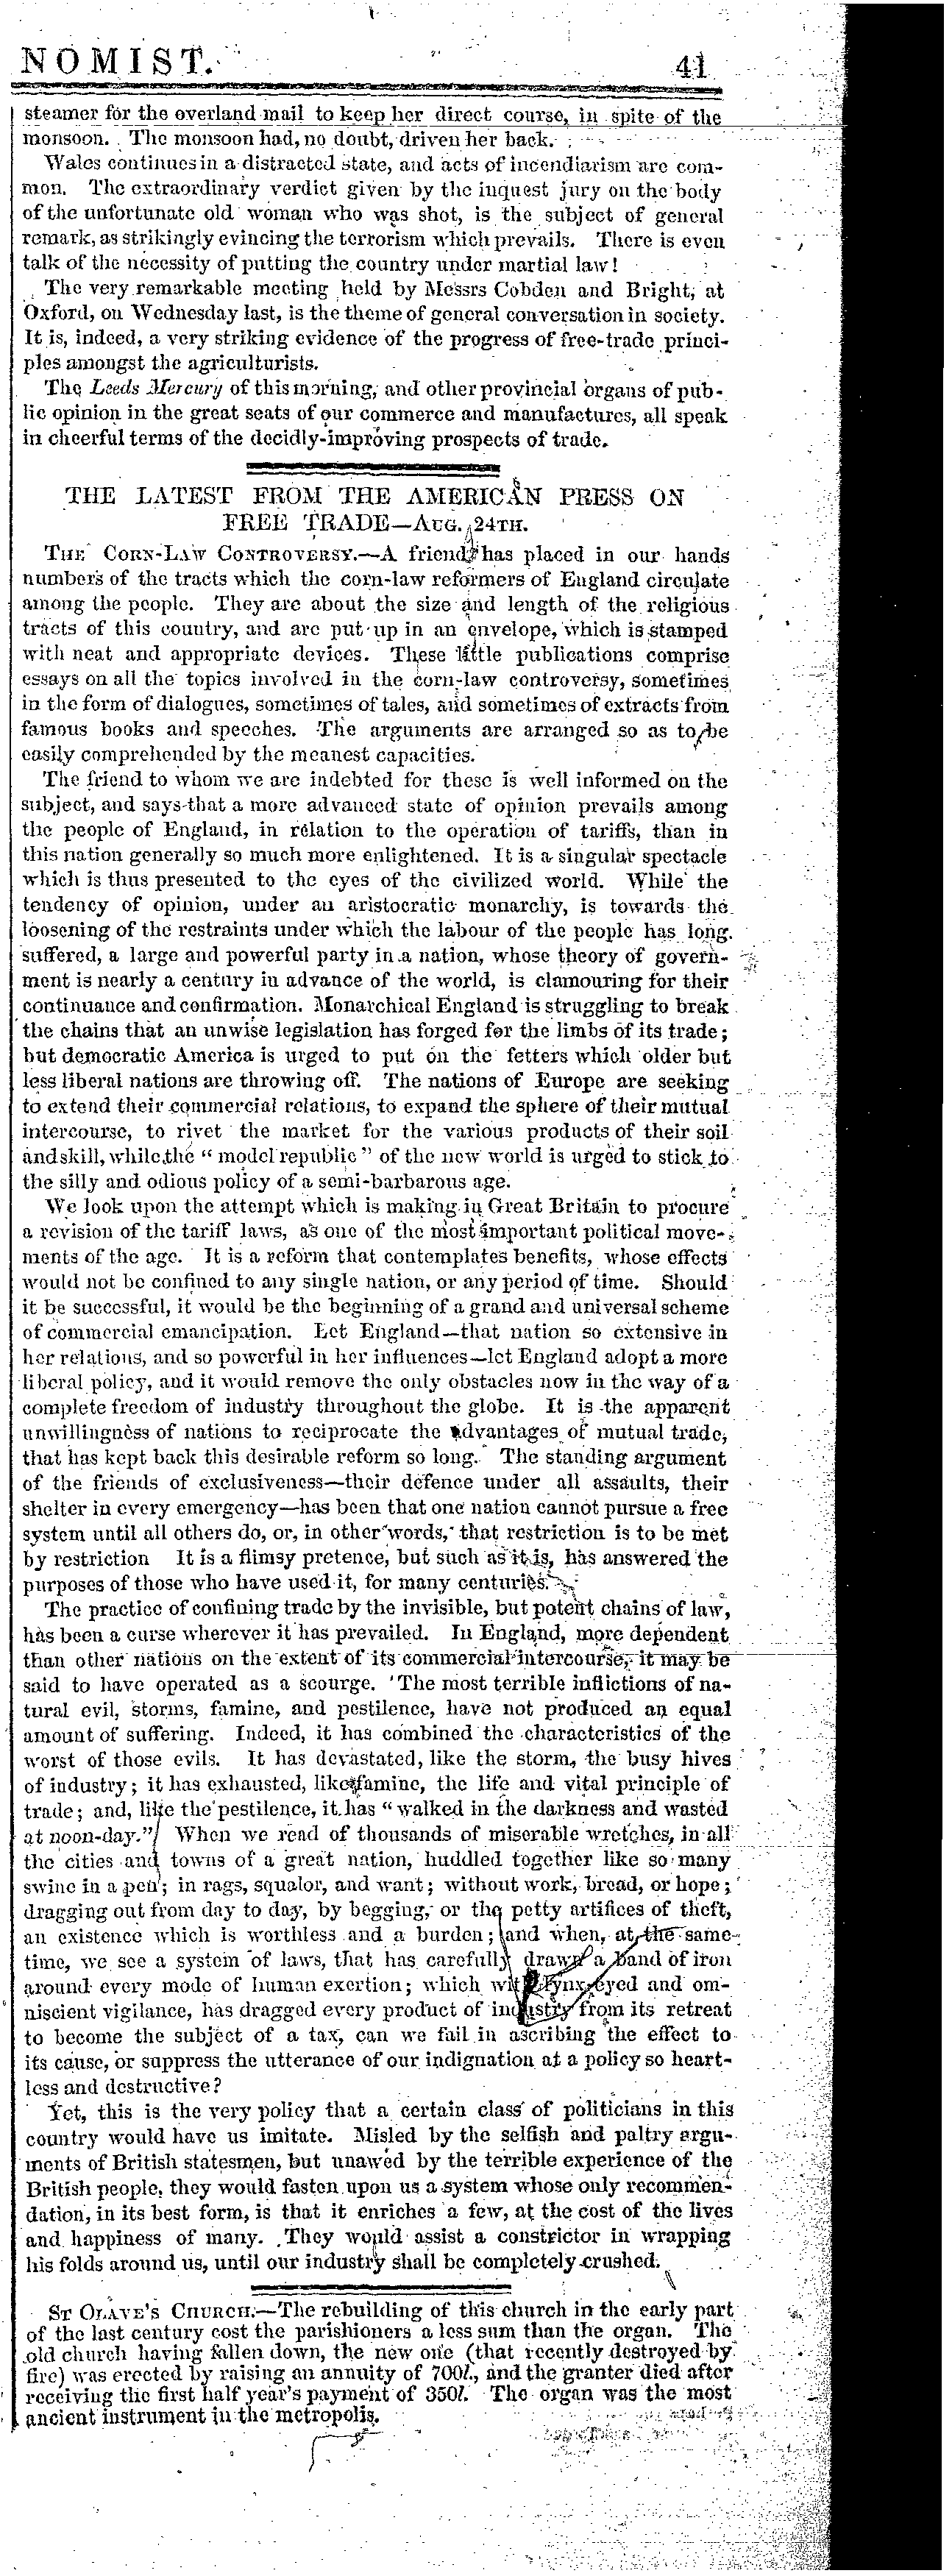 NOMIST. 41
steamer for the overland mail to keep her direct course, in spite of the
monsoon. The monsoon had, no doubt, driven her back.
Wales continues in a distracted state, and acts of incendiarism are com-
mon. The extraordinary verdict given by the inquest jury on the body
of the unfortunate old woman who was shot, is the subject of general
remark, as strikingly evincing the terrorism which prevails. There is even
talk of the necessity of putting the country under martial law!
The very remarkable meeting held by Messrs Cobden and Bright, at
Oxford, on Wednesday last, is the theme of general conversation in society.
It is, indeed, a very striking evidence of the progress of free-trade princi-
ples amongst the agriculturists.
The Leeds Mercury of this morning, and other provincial organs of pub-
lic opinion in the great seats of our commerce and manufactures, all speak
in cheerful terms of the decidly-improving prospects of trade.
THE LATEST FROM THE AMERICAN PRESS ON
FREE TRADE—AUG. 24TH.
THE CORN-LAW CONTROVERSY.—A friend has placed in our hands
numbers of the tracts which the corn-law reformers of England circulate
among the people. They are about the size and length of the religious
tracts of this country, and are put up in an envelope, which is stamped
with neat and appropriate devices. These little publications comprise
essays on all the topics involved in the corn-law controversy, sometimes
in the form of dialogues, sometimes of tales, and sometimes of extracts from
famous books and speeches. The arguments are arranged so as to be
easily comprehended by the meanest capacities.
The friend to whom we are indebted for these is well informed on the
subject, and says that a more advanced state of opinion prevails among
the people of England, in relation to the operation of tariffs, than in
this nation generally so much more enlightened. It is a singular spectacle
which is thus presented to the eyes of the civilized world. While the
tendency of opinion, under an aristocratic monarchy, is towards the
loosening of the restraints under which the labour of the people has long
suffered, a large and powerful party in a nation, whose theory of govern-
ment is nearly a century in advance of the world, is clamouring for their
continuance and confirmation. Monarchical England is struggling to break
the chains that an unwise legislation has forged for the limbs of its trade;
but democratic America is urged to put on the fetters which older but
less liberal nations are throwing off. The nations of Europe are seeking
to extend their commercial relations, to expand the sphere of their mutual
intercourse, to rivet the market for the various products of their soil
and skill, while the “model republic” of the new world is urged to stick to
the silly and odious policy of a semi-barbarous age.
We look upon the attempt which is making in Great Britain to procure
a revision of the tariff laws, as one of the most important political move-
ments of the age. It is a reform that contemplates benefits, whose effects
would not be confined to any single nation, or any period of time. Should
it be successful, it would be the beginning of a grand and universal scheme
of commercial emancipation. Let England—that nation so extensive in
her relations, and so powerful in her influences—let England adopt a more
liberal policy, and it would remove the only obstacles now in the way of a
complete freedom of industry throughout the globe. It is the apparent
unwillingness of nations to reciprocate the advantages of mutual trade,
that has kept back this desirable reform so long. The standing argument
of the friends of exclusiveness—their defence under all assaults, their
shelter in every emergency—has been that one nation cannot pursue a free
system until all others do, or, in other words, that restriction is to be met
by restriction It is a flimsy pretence, but such as it is, has answered the
purposes of those who have used it, for many centuries.
The practice of confining trade by the invisible, but potent chains of law,
has been a curse wherever it has prevailed. In England, more dependent
than other nations on the extent of its commercial intercourse, it may be
said to have operated as a scourge. The most terrible inflictions of na-
tural evil, storms, famine, and pestilence, have not produced an equal
amount of suffering. Indeed, it has combined the characteristics of the
worst of those evils. It has devastated, like the storm, the busy hives
of industry; it has exhausted, like famine, the life and vital principle of
trade; and, like the pestilence, it has “walked in the darkness and wasted
at noon-day.” When we read of thousands of miserable wretches, in all
the cities and towns of a great nation, huddled together like so many
swine in a pen; in rags, squalor, and want; without work, bread, or hope;
dragging out from day to day, by begging, or the petty artifices of theft,
an existence which is worthless and a burden; and when, at the same
time, we see a system of laws, that has carefully drawn a band of iron
around every mode of human exertion; which with lynx-eyed and om-
niscient vigilance, has dragged every product of industry from its retreat
to become the subject of a tax, can we fail in ascribing the effect to
its cause, or suppress the utterance of our indignation at a policy so heart-
less and destructive?
Yet, this is the very policy that a certain class of politicians in this
country would have us imitate. Misled by the selfish and paltry argu-
ments of British statesmen, but unawed by the terrible experience of the
British people, they would fasten upon us a system whose only recommen-
dation, in its best form, is that it enriches a few, at the cost of the lives
and happiness of many. They would assist a constrictor in wrapping
his folds around us, until our industry shall be completely crushed.
ST OLAVE'S CHURCH.—The rebuilding of this church in the early part
of the last century cost the parishioners a less sum than the organ. The
old church having fallen down, the new one (that recently destroyed by
fire) was erected by raising an annuity of 700l., and the granter died after
receiving the first half year's payment of 350l. The organ was the most
ancient instrument in the metropolis.